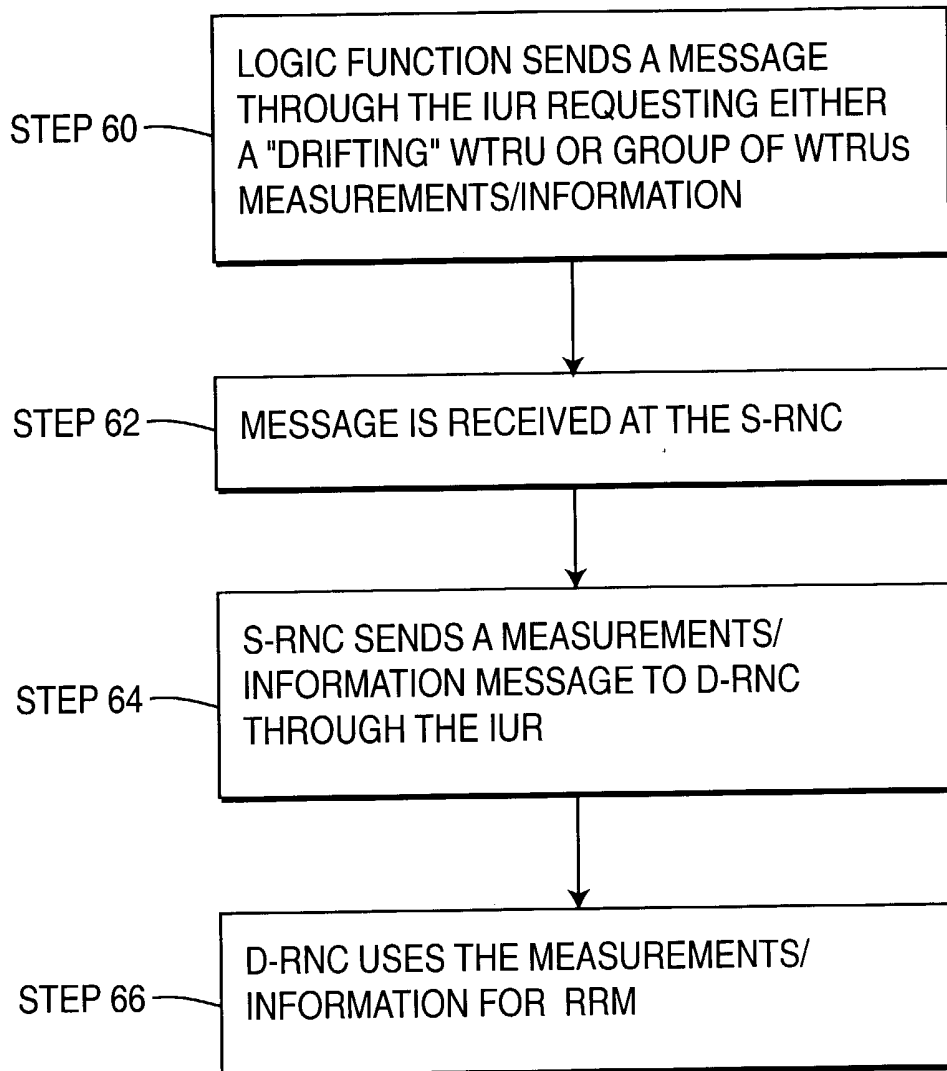 STEP 60
LOGIC FUNCTION SENDS A MESSAGE
THROUGH THE IUR REQUESTING EITHER
A "DRIFTING" WTRU OR GROUP OF WTRUs
MEASUREMENTS/INFORMATION
STEP 62
MESSAGE IS RECEIVED AT THE S-RNC
STEP 64
S-RNC SENDS A MEASUREMENTS/
INFORMATION MESSAGE TO D-RNC
THROUGH THE IUR
STEP 66
D-RNC USES THE MEASUREMENTS/
INFORMATION FOR RRM